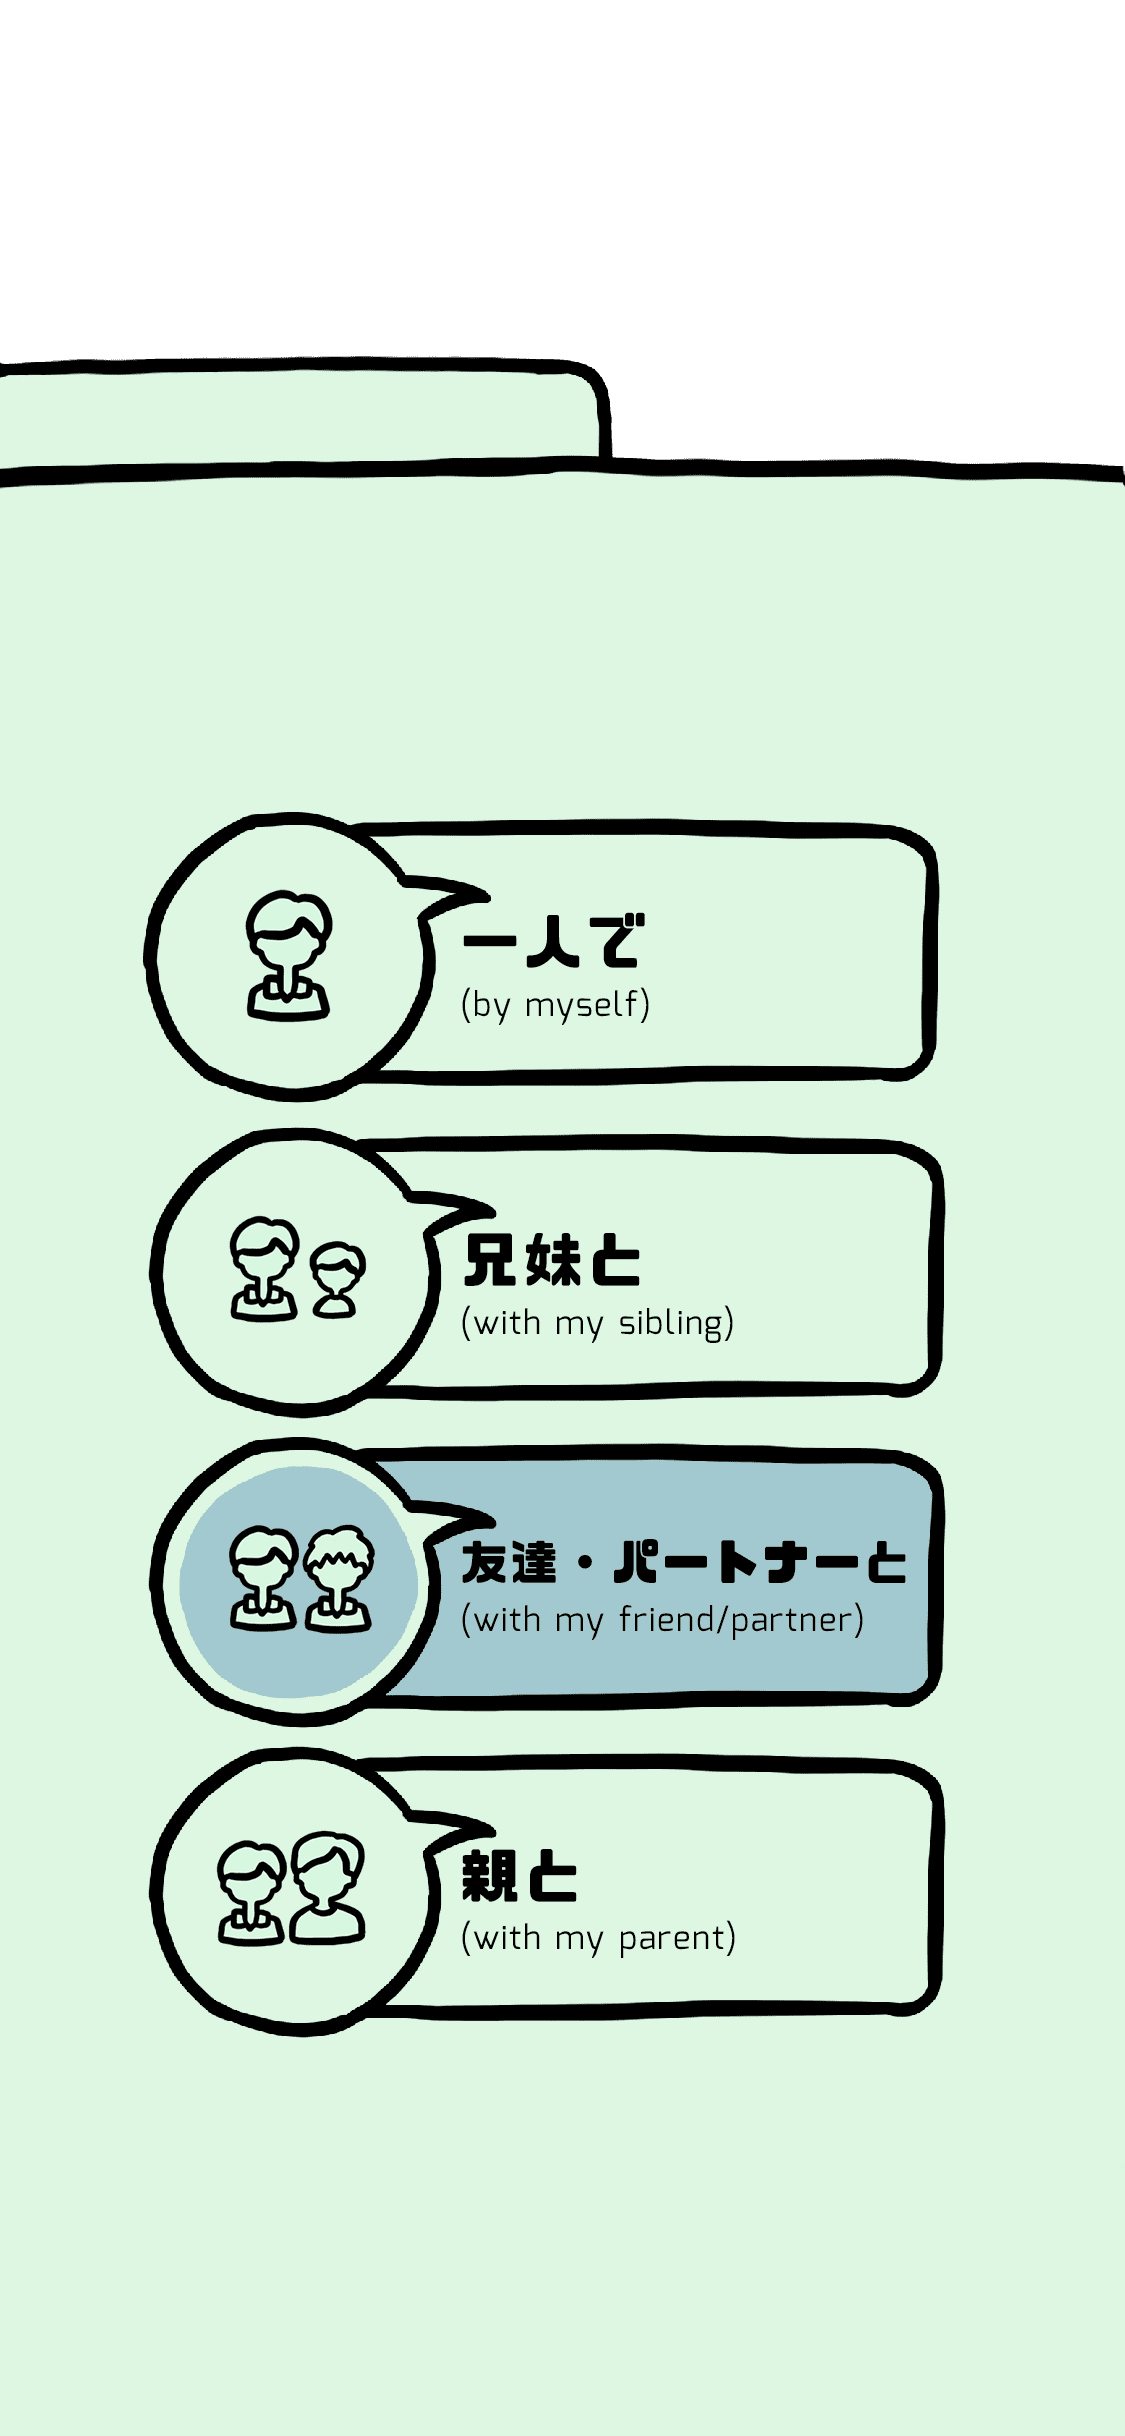 一人で
(by myself)
兄妹と
(with my sibling)
友達・パートナーと
(with my friend/partner)
親と
(with my parent)